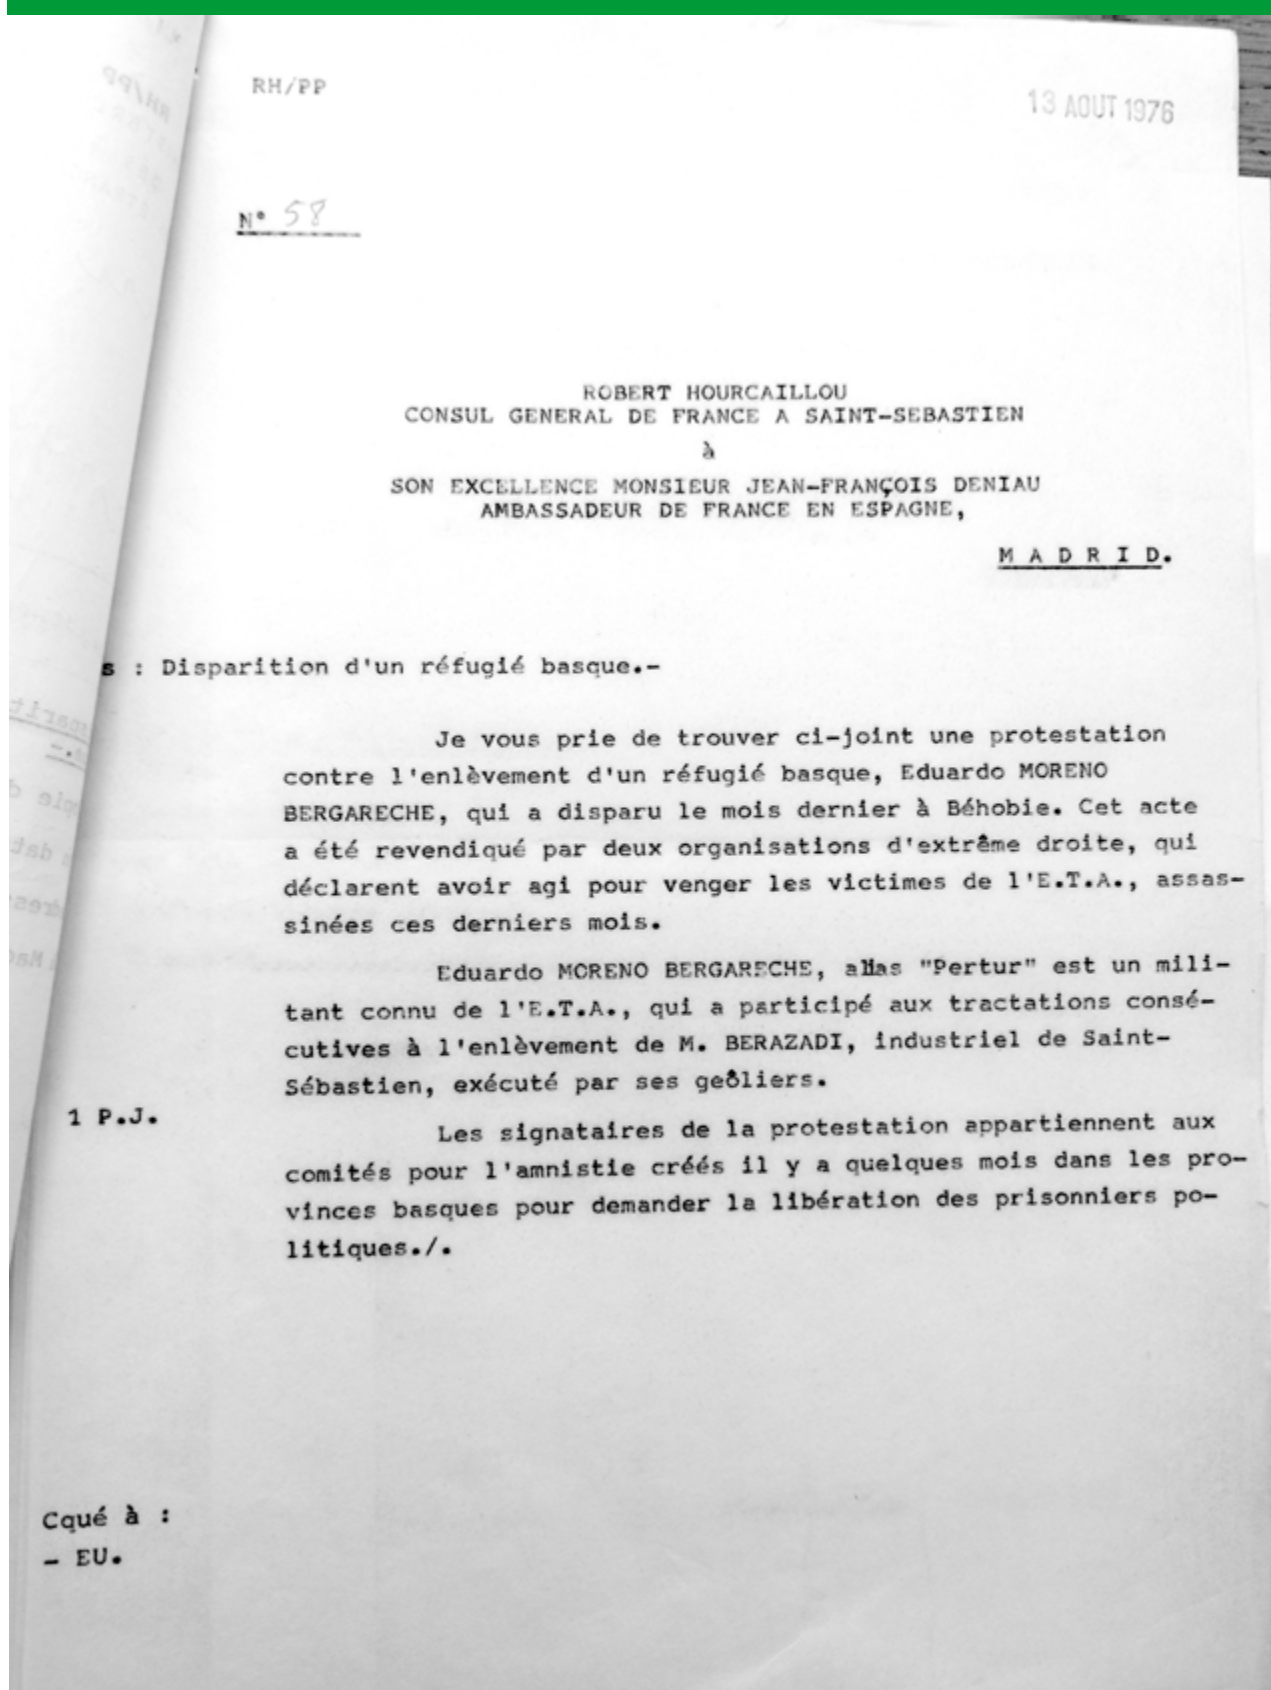 RH/PP
13 AOUT 1976
N° 58
ROBERT HOURCAILLOU
CONSUL GENERAL DE FRANCE A SAINT-SEBASTIEN
à
SON EXCELLENCE MONSIEUR JEAN-FRANÇOIS DENIAU
AMBASSADEUR DE FRANCE EN ESPAGNE,
M A D R I D.
s : Disparition d'un réfugié basque.-
Je vous prie de trouver ci-joint une protestation
contre l'enlèvement d'un réfugié basque, Eduardo MORENO
BERGARECHE, qui a disparu le mois dernier à Béhobie. Cet acte
a été revendiqué par deux organisations d'extrême droite, qui
déclarent avoir agi pour venger les victimes de l'E.T.A., assas-
sinées ces derniers mois.
Eduardo MORENO BERGARECHE, alias "Pertur" est un mili-
tant connu de l'E.T.A., qui a participé aux tractations consé-
cutives à l'enlèvement de M. BERAZADI, industriel de Saint-
Sébastien, exécuté par ses geôliers.
1 P.J.
Les signataires de la protestation appartiennent aux
comités pour l'amnistie créés il y a quelques mois dans les pro-
vinces basques pour demander la libération des prisonniers po-
litiques./.
Cqué à :
- EU.